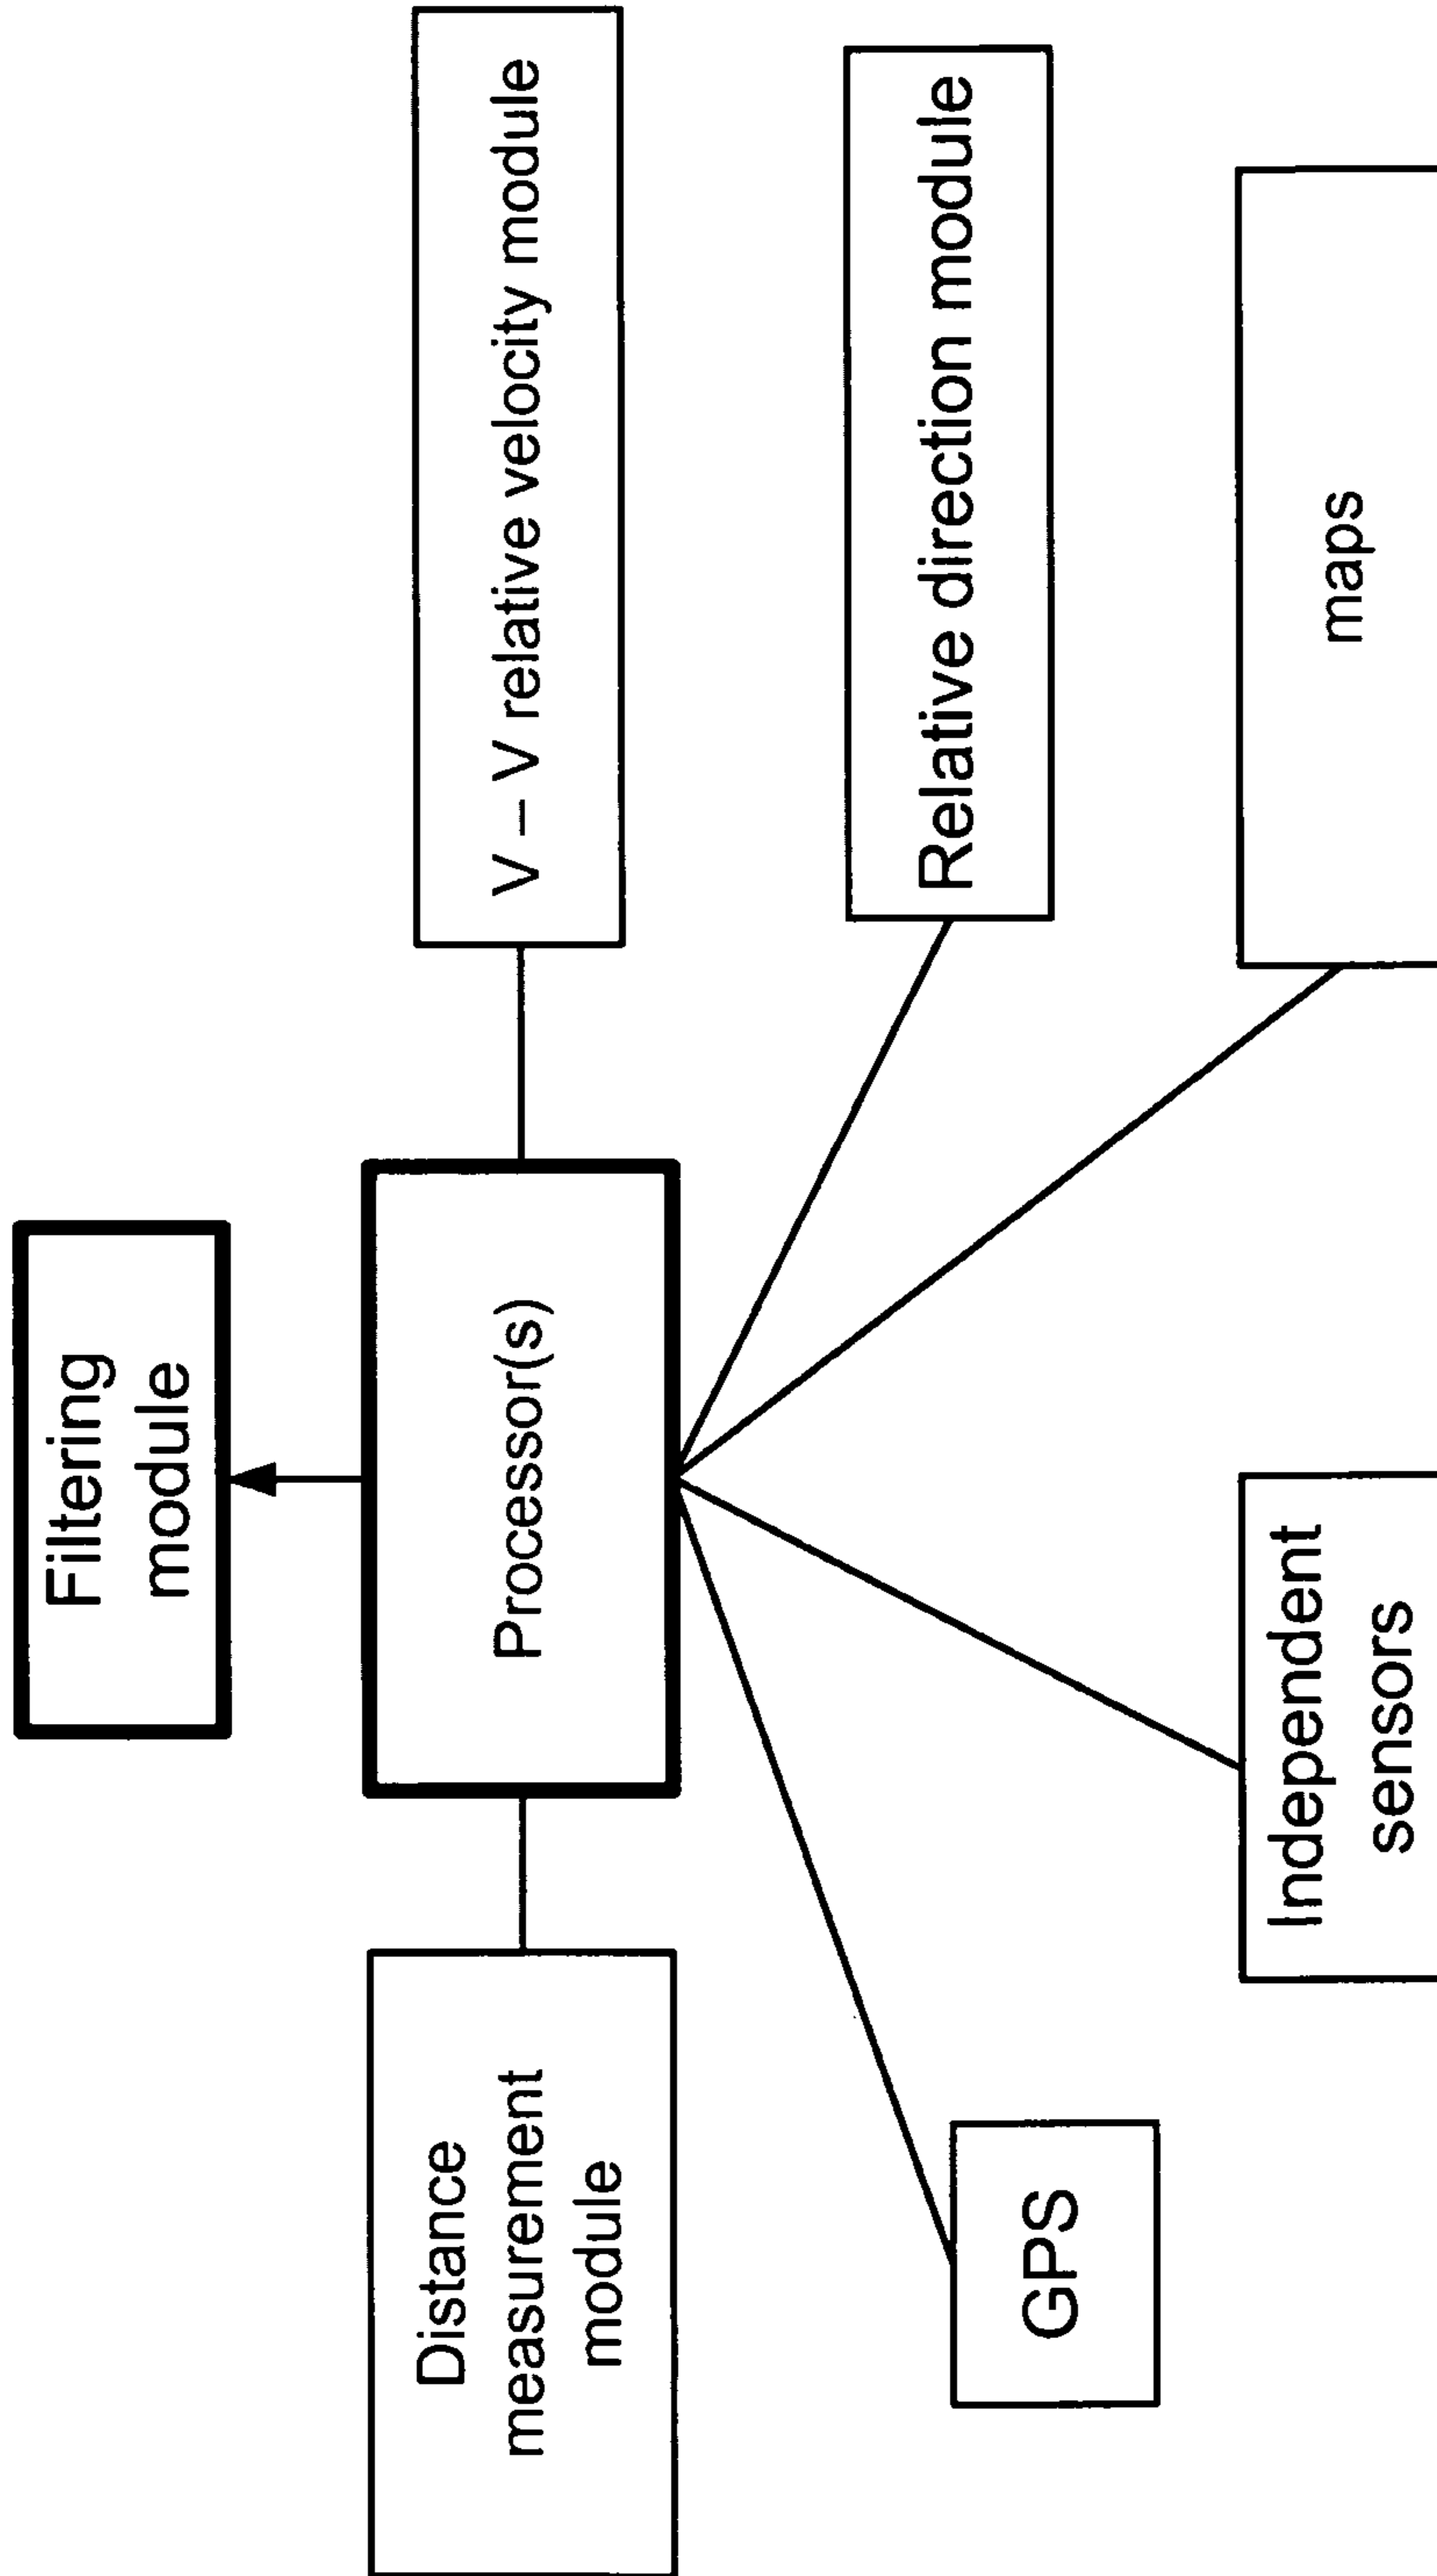 Filtering
module
Distance
measurement
module
Processor(s)
V – V relative velocity module
GPS
Relative direction module
Independent
sensors
maps